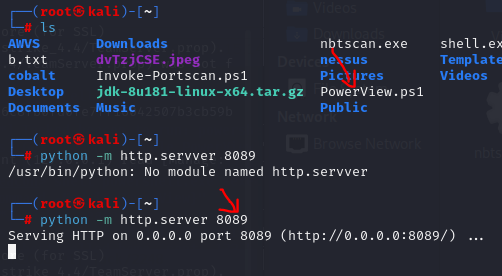 ┌──(root㉿kali)-[~]
└─# ls
AWVS Downloads nbtscan.exe shell.ex
b.txt dvTzjCSE.jpeg nessus Template
cobalt Invoke-Portscan.ps1 Pictures Videos
Desktop jdk-8u181-linux-x64.tar.gz PowerView.ps1
Documents Music Public
┌──(root㉿kali)-[~]
└─# python -m http.servver 8089
/usr/bin/python: No module named http.servver
┌──(root㉿kali)-[~]
└─# python -m http.server 8089
Serving HTTP on 0.0.0.0 port 8089 (http://0.0.0.0:8089/) ...